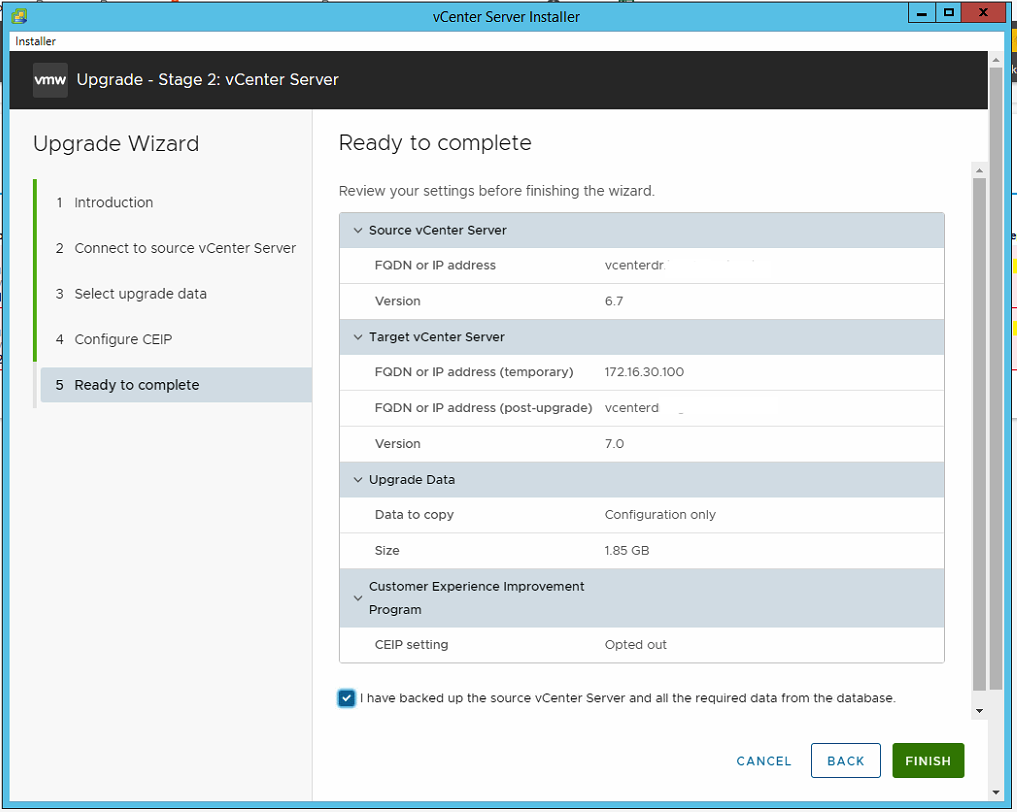 vCenter Server Installer
Installer
vmw Upgrade - Stage 2: vCenter Server
Upgrade Wizard
1 Introduction
2 Connect to source vCenter Server
3 Select upgrade data
4 Configure CEIP
5 Ready to complete
Ready to complete
Review your settings before finishing the wizard.
Source vCenter Server
FQDN or IP address vcenterdr
Version 6.7
Target vCenter Server
FQDN or IP address (temporary) 172.16.30.100
FQDN or IP address (post-upgrade) vcenterd
Version 7.0
Upgrade Data
Data to copy Configuration only
Size 1.85 GB
Customer Experience Improvement
Program
CEIP setting Opted out
I have backed up the source vCenter Server and all the required data from the database.
CANCEL BACK FINISH